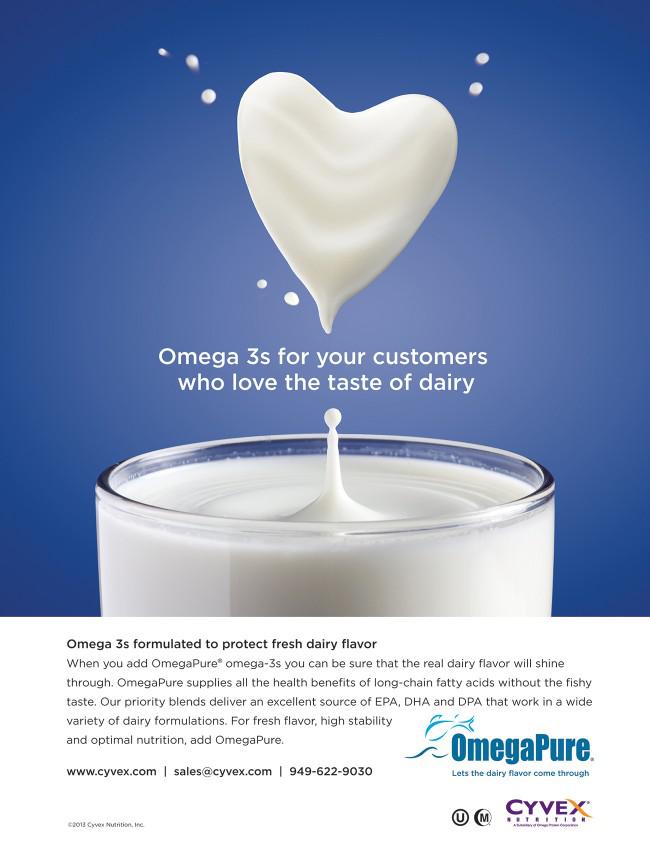 Omega 3s for your customers
who love the taste of dairy
Omega 3s formulated to protect fresh dairy flavor
When you add OmegaPure® omega-3s you can be sure that the real dairy flavor will shine
through. OmegaPure supplies all the health benefits of long-chain fatty acids without the fishy
taste. Our priority blends deliver an excellent source of EPA, DHA and DPA that work in a wide
variety of dairy formulations. For fresh flavor, high stability
and optimal nutrition, add OmegaPure.
OmegaPure®
Lets the dairy flavor come through
www.cyvex.com | sales@cyvex.com | 949-622-9030
©2013 Cyvex Nutrition, Inc.
U M
CYVEX®
NUTRITION
A Subsidiary of Omega Protein Corporation